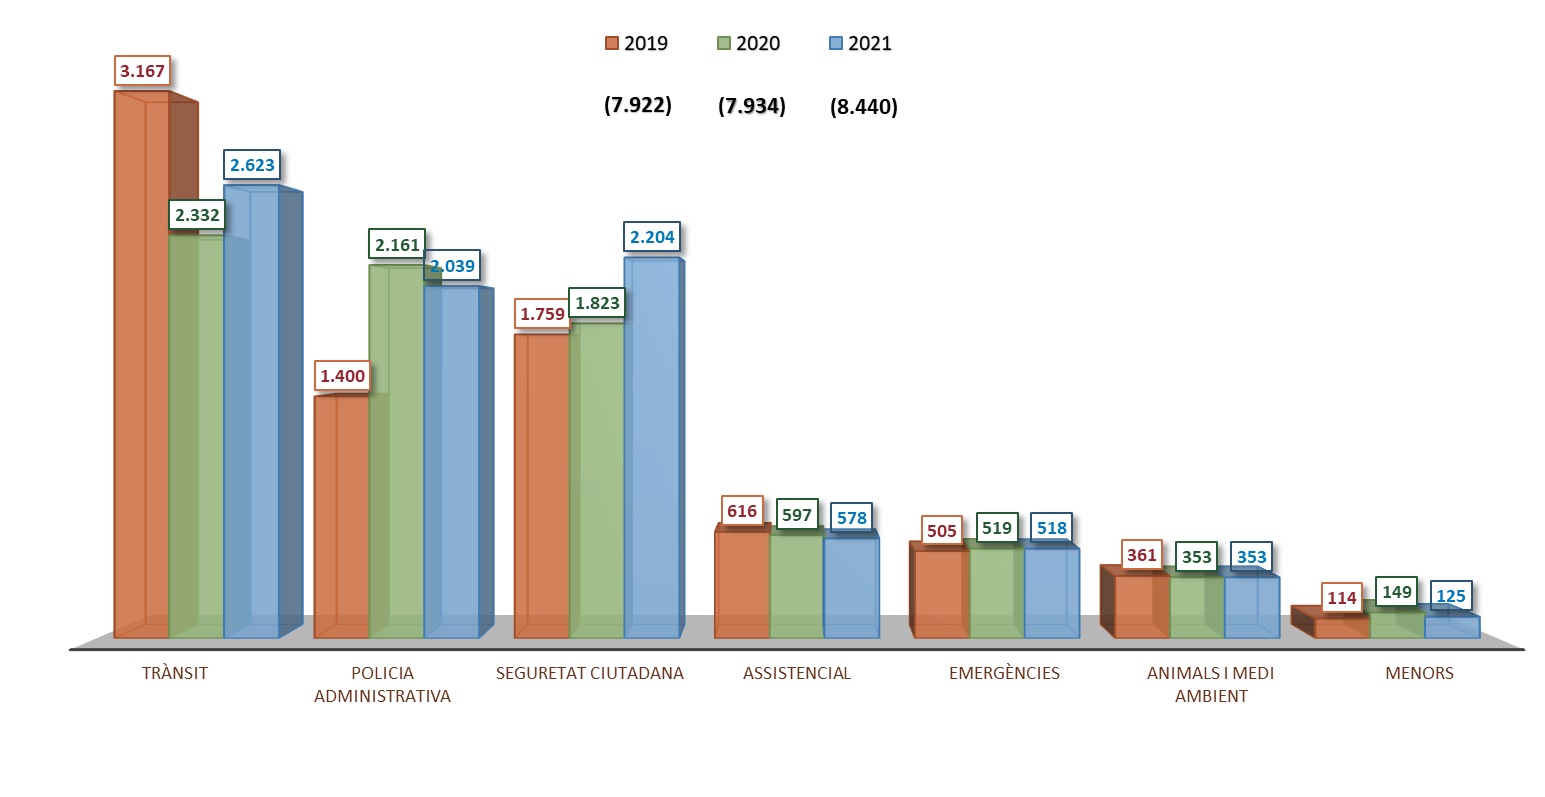 2019 2020 2021
(7.922) (7.934) (8.440)
3.167 2.332 2.623
1.400 2.161 2.039
1.759 1.823 2.204
616 597 578
505 519 518
361 353 353
114 149 125
TRÀNSIT
POLICIA
ADMINISTRATIVA
SEGURETAT CIUTADANA
ASSISTENCIAL
EMERGÈNCIES
ANIMALS I MEDI
AMBIENT
MENORS